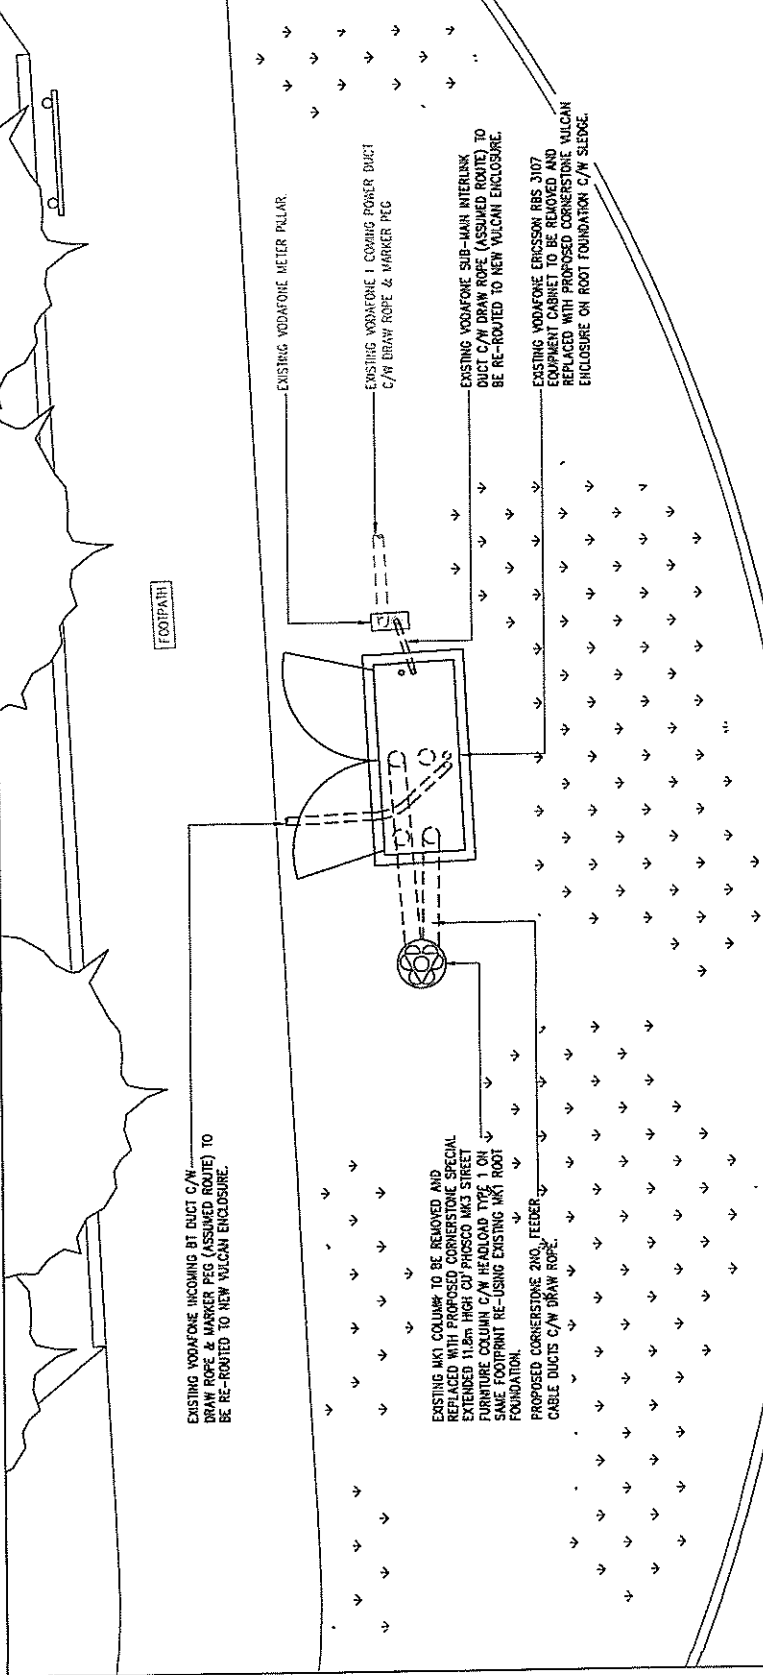 EXISTING VODAFONE INCOMING BT DUCT C/W
DRAW ROPE & MARKER PEG (ASSUMED ROUTE) TO
BE RE-ROUTED TO NEW VULCAN ENCLOSURE.
FOOTPATH
EXISTING VODAFONE METER PILLAR.
EXISTING VODAFONE I COMING POWER DUCT
C/W DRAW ROPE & MARKER PEG
EXISTING VODAFONE SUB-MAIN INTERLINK
DUCT C/W DRAW ROPE (ASSUMED ROUTE) TO
BE RE-ROUTED TO NEW VULCAN ENCLOSURE.
EXISTING VODAFONE ERICSSON RBS 3107
EQUIPMENT CABINET TO BE REMOVED AND
REPLACED WITH PROPOSED CORNERSTONE VULCAN
ENCLOSURE ON ROOT FOUNDATION C/W SLEDGE.
EXISTING MK1 COLUMN TO BE REMOVED AND
REPLACED WITH PROPOSED CORNERSTONE SPECIAL
EXTENDED 11.8m HIGH CU PHOSCO MK3 STREET
FURNITURE COLUMN C/W HEADLOAD TYPE 1 ON
SAME FOOTPRINT RE-USING EXISTING MK1 ROOT
FOUNDATION.
PROPOSED CORNERSTONE 2NO. FEEDER
CABLE DUCTS C/W DRAW ROPE.